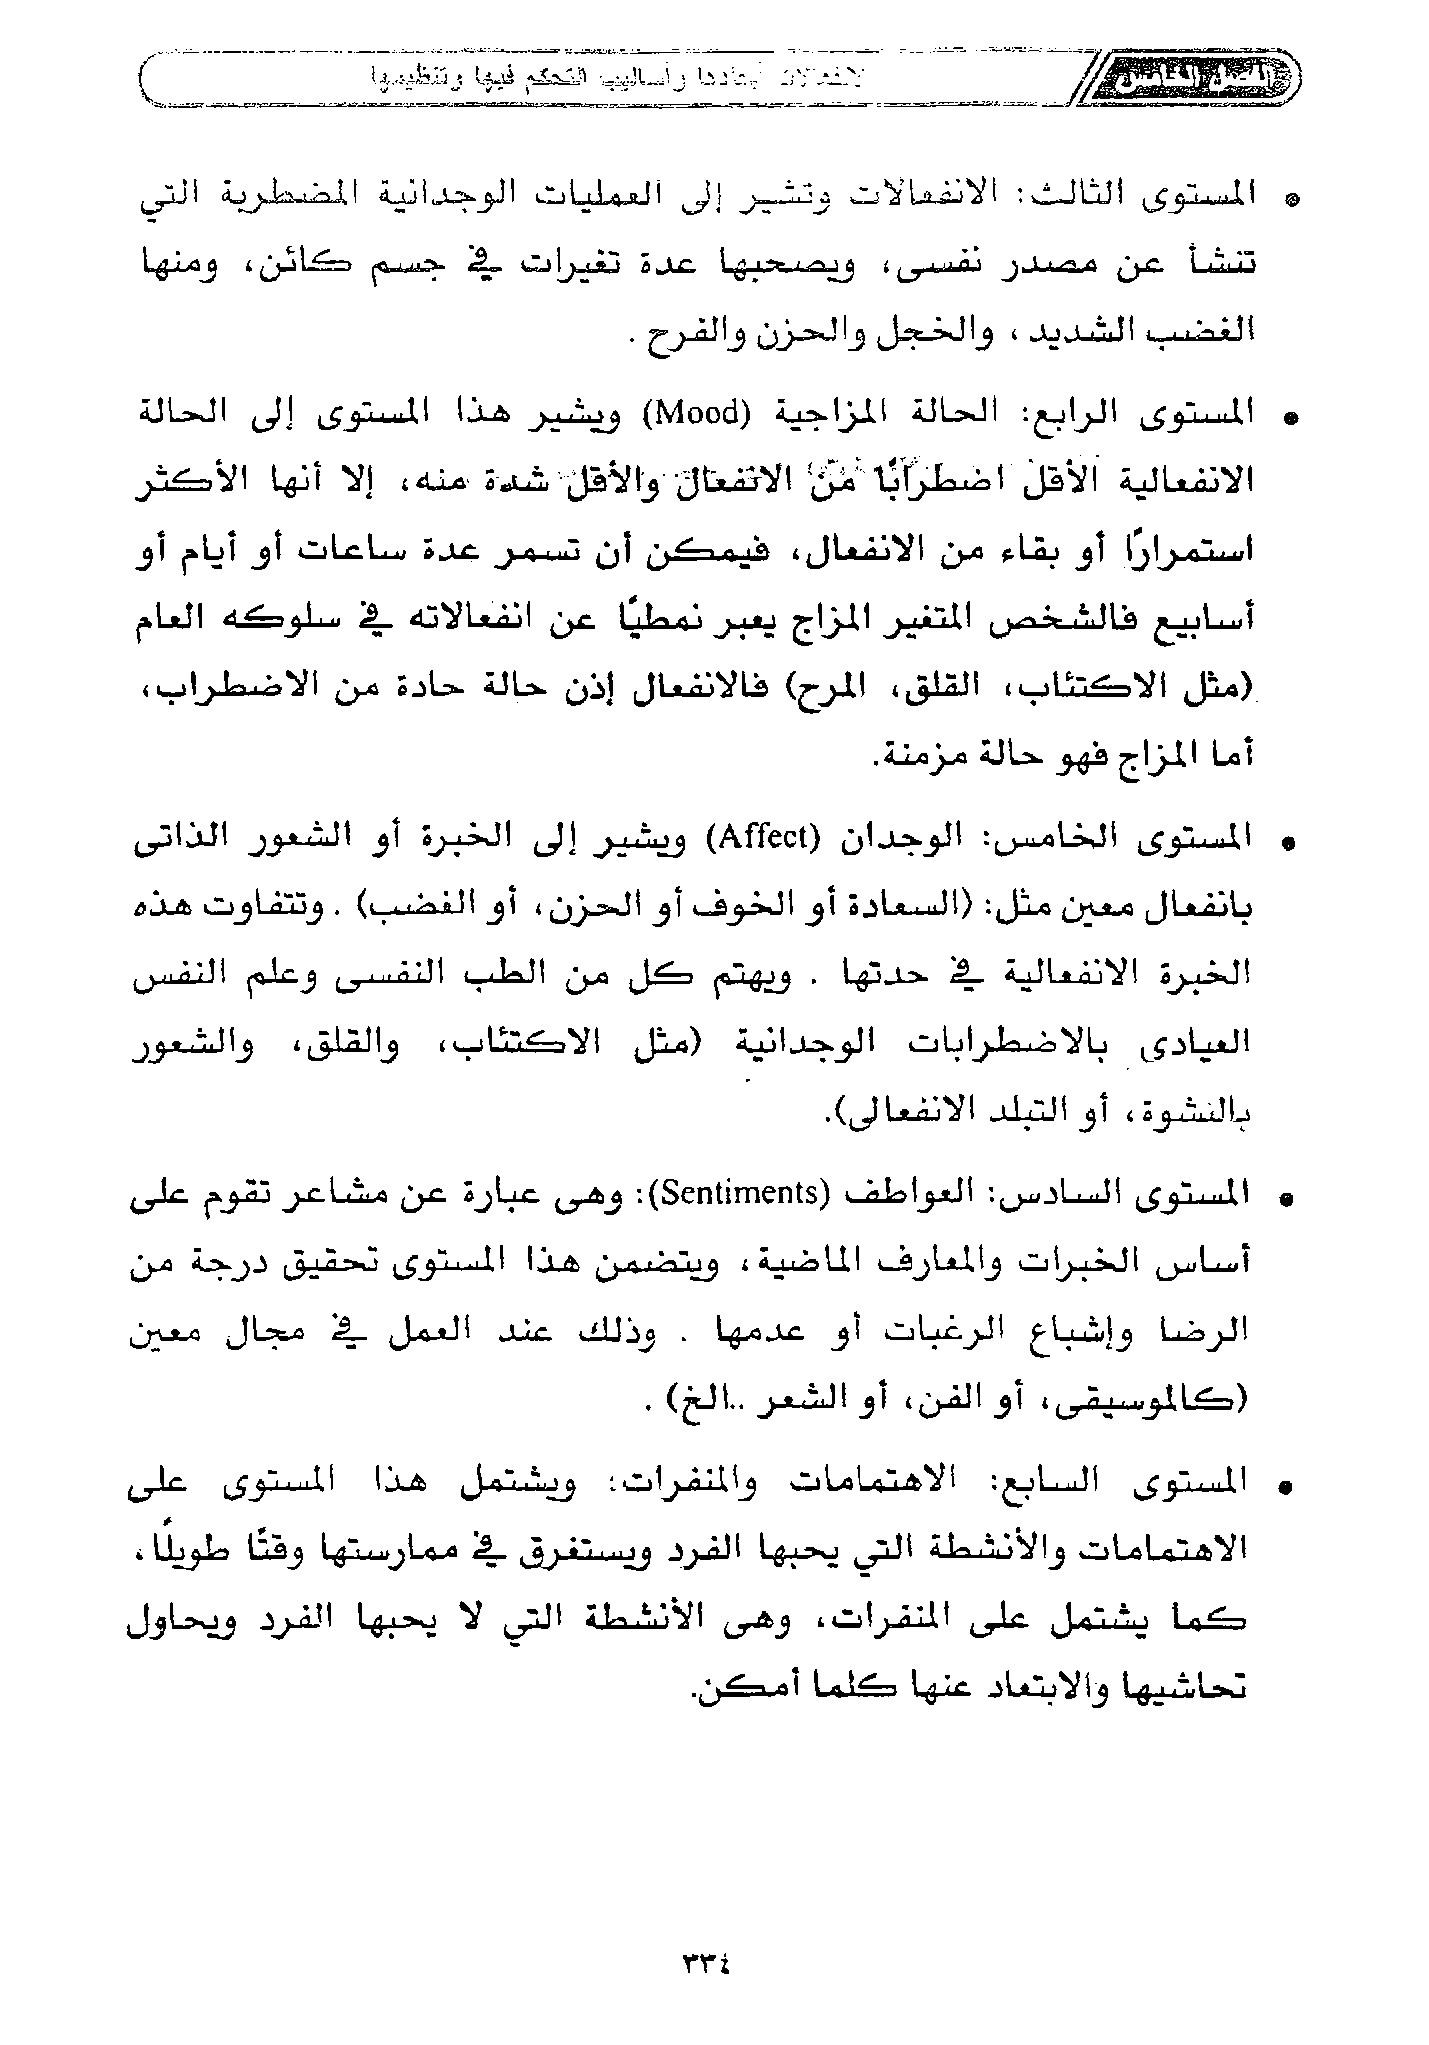 الانفعالات أبعادها وأساليب التحكم فيها وتنظيمها
• المستوى الثالث: الانفعالات وتشير إلى العمليات الوجدانية المضطربة التي
تنشأ عن مصدر نفسى، ويصحبها عدة تغيرات في جسم كائن، ومنها
الغضب الشديد، والخجل والحزن والفرح.
• المستوى الرابع: الحالة المزاجية (Mood) ويشير هذا المستوى إلى الحالة
الانفعالية الأقل اضطرابًا من الانفعال والأقل شدة منه، إلا أنها الأكثر
استمرارًا أو بقاء من الانفعال، فيمكن أن تسمر عدة ساعات أو أيام أو
أسابيع فالشخص المتغير المزاج يعبر نمطيًا عن انفعالاته في سلوكه العام
(مثل الاكتئاب، القلق، المرح) فالانفعال إذن حالة حادة من الاضطراب،
أما المزاج فهو حالة مزمنة.
• المستوى الخامس: الوجدان (Affect) ويشير إلى الخبرة أو الشعور الذاتى
بانفعال معين مثل: (السعادة أو الخوف أو الحزن، أو الغضب). وتتفاوت هذه
الخبرة الانفعالية في حدتها . ويهتم كل من الطب النفسى وعلم النفس
العيادى بالاضطرابات الوجدانية (مثل الاكتئاب، والقلق، والشعور
بالنشوة، أو التبلد الانفعالى).
• المستوى السادس: العواطف (Sentiments): وهى عبارة عن مشاعر تقوم على
أساس الخبرات والمعارف الماضية، ويتضمن هذا المستوى تحقيق درجة من
الرضا وإشباع الرغبات أو عدمها . وذلك عند العمل في مجال معين
(كالموسيقى، أو الفن، أو الشعر ..الخ) .
• المستوى السابع: الاهتمامات والمنفرات: ويشتمل هذا المستوى على
الاهتمامات والأنشطة التي يحبها الفرد ويستغرق في ممارستها وقتًا طويلًا،
كما يشتمل على المنفرات، وهى الأنشطة التي لا يحبها الفرد ويحاول
تحاشيها والابتعاد عنها كلما أمكن.
٣٣٤